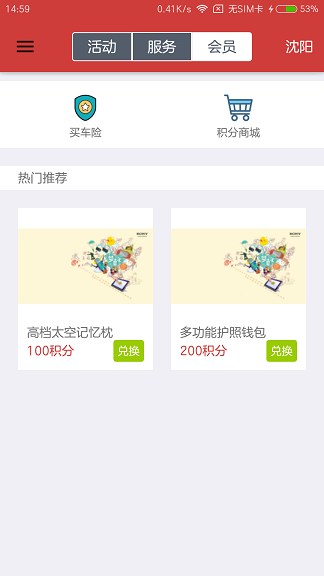 14:59 0.41K/s 无SIM卡 53%
活动 服务 会员 沈阳
买车险 积分商城
热门推荐
高档太空记忆枕 多功能护照钱包
100积分 兑换 200积分 兑换